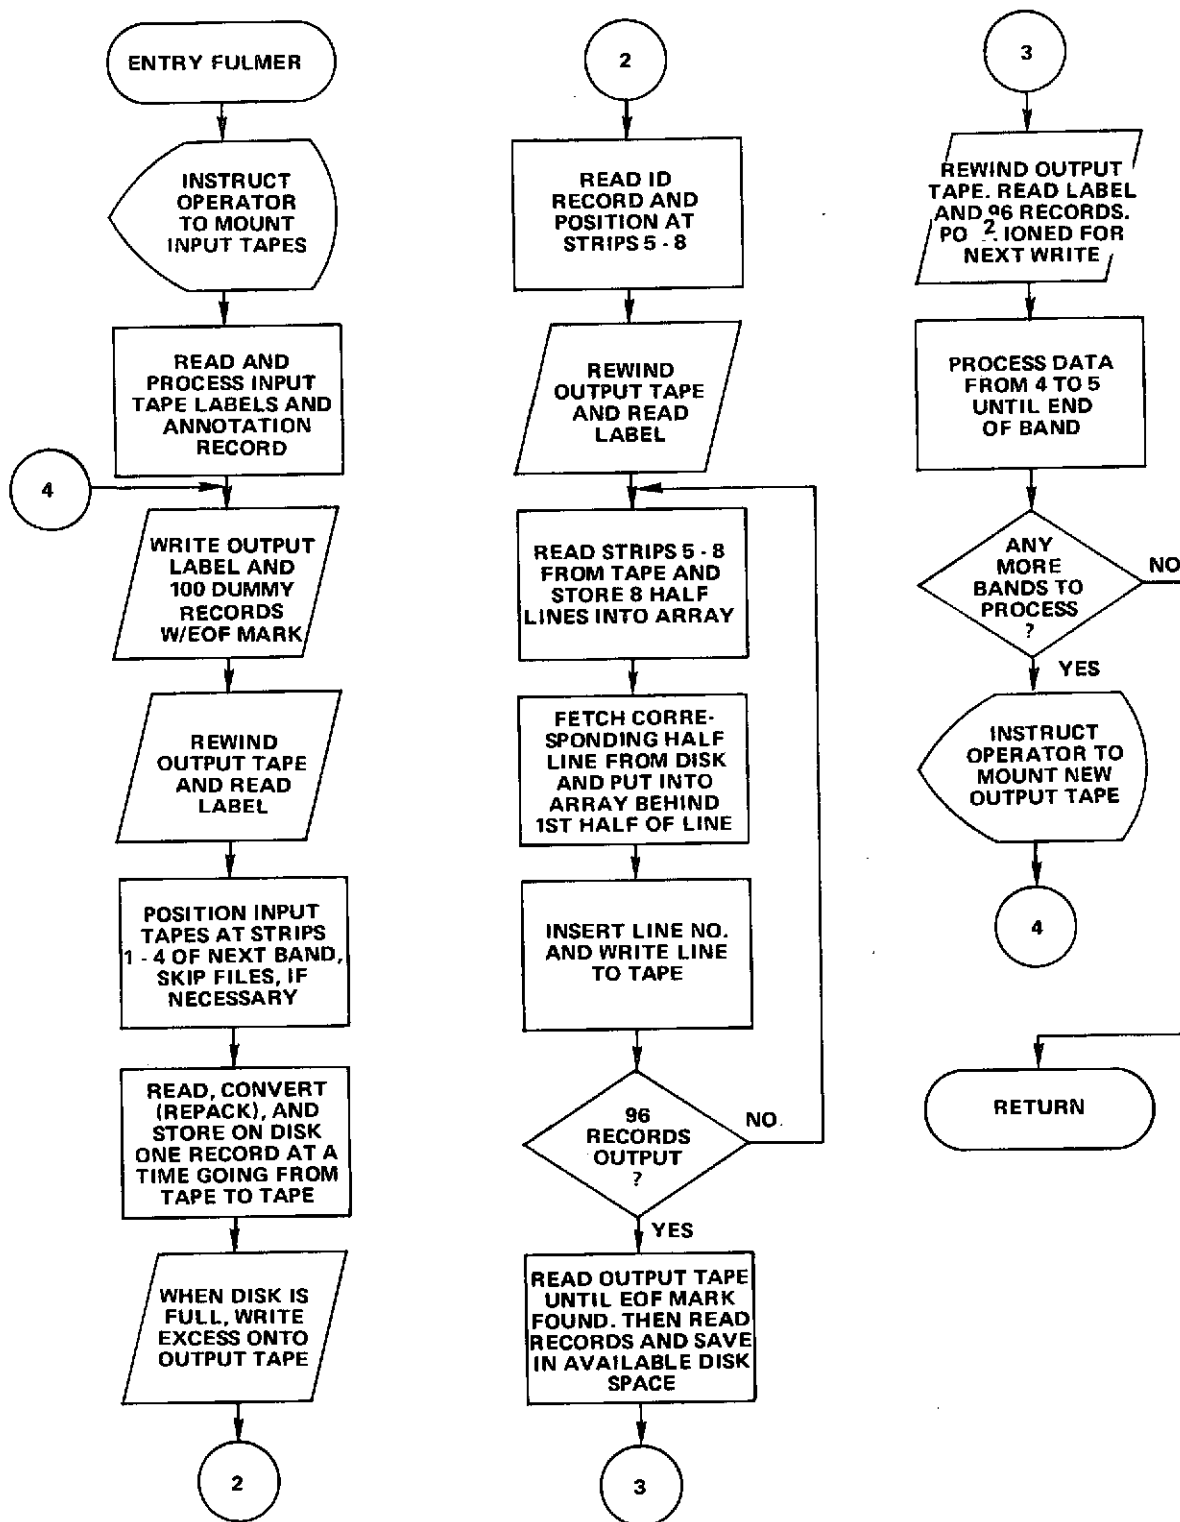 ENTRY FULMER
INSTRUCT
OPERATOR
TO MOUNT
INPUT TAPES
READ AND
PROCESS INPUT
TAPE LABELS AND
ANNOTATION
RECORD
4
WRITE OUTPUT
LABEL AND
100 DUMMY
RECORDS
W/EOF MARK
REWIND
OUTPUT TAPE
AND READ
LABEL
POSITION INPUT
TAPES AT STRIPS
1 - 4 OF NEXT BAND,
SKIP FILES, IF
NECESSARY
READ, CONVERT
(REPACK), AND
STORE ON DISK
ONE RECORD AT A
TIME GOING FROM
TAPE TO TAPE
WHEN DISK IS
FULL, WRITE
EXCESS ONTO
OUTPUT TAPE
2
2
READ ID
RECORD AND
POSITION AT
STRIPS 5 - 8
REWIND
OUTPUT TAPE
AND READ
LABEL
READ STRIPS 5 - 8
FROM TAPE AND
STORE 8 HALF
LINES INTO ARRAY
FETCH CORRE-
SPONDING HALF
LINE FROM DISK
AND PUT INTO
ARRAY BEHIND
1ST HALF OF LINE
INSERT LINE NO.
AND WRITE LINE
TO TAPE
96
RECORDS
OUTPUT
?
NO
YES
READ OUTPUT TAPE
UNTIL EOF MARK
FOUND. THEN READ
RECORDS AND SAVE
IN AVAILABLE DISK
SPACE
3
3
REWIND OUTPUT
TAPE. READ LABEL
AND 96 RECORDS.
2 FOR
NEXT WRITE
PROCESS DATA
FROM 4 TO 5
UNTIL END
OF BAND
ANY
MORE
BANDS TO
PROCESS
?
NO
YES
INSTRUCT
OPERATOR TO
MOUNT NEW
OUTPUT TAPE
4
RETURN